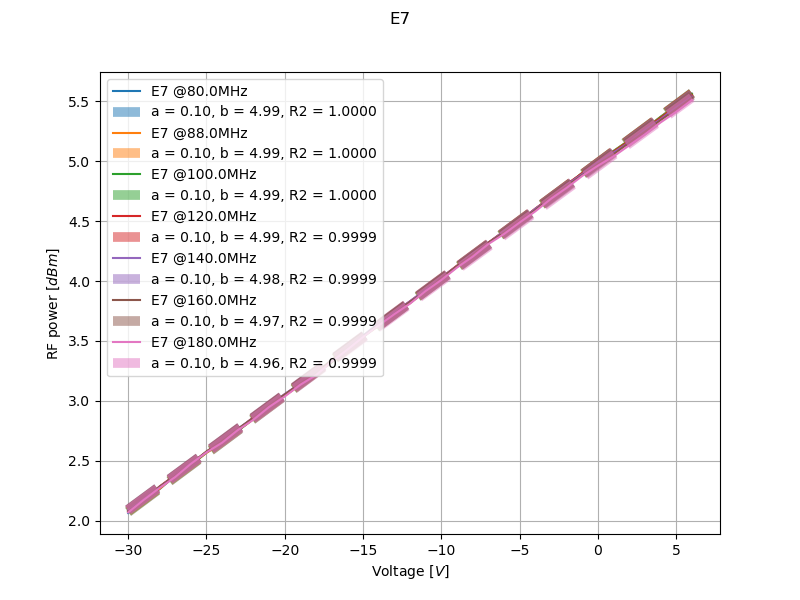 E7
E7 @80.0MHz
a = 0.10, b = 4.99, R2 = 1.0000
E7 @88.0MHz
a = 0.10, b = 4.99, R2 = 1.0000
E7 @100.0MHz
a = 0.10, b = 4.99, R2 = 1.0000
E7 @120.0MHz
a = 0.10, b = 4.99, R2 = 0.9999
E7 @140.0MHz
a = 0.10, b = 4.98, R2 = 0.9999
E7 @160.0MHz
a = 0.10, b = 4.97, R2 = 0.9999
E7 @180.0MHz
a = 0.10, b = 4.96, R2 = 0.9999
RF power [dBm]
5.5
5.0
4.5
4.0
3.5
3.0
2.5
2.0
−30 −25 −20 −15 −10 −5 0 5
Voltage [V]